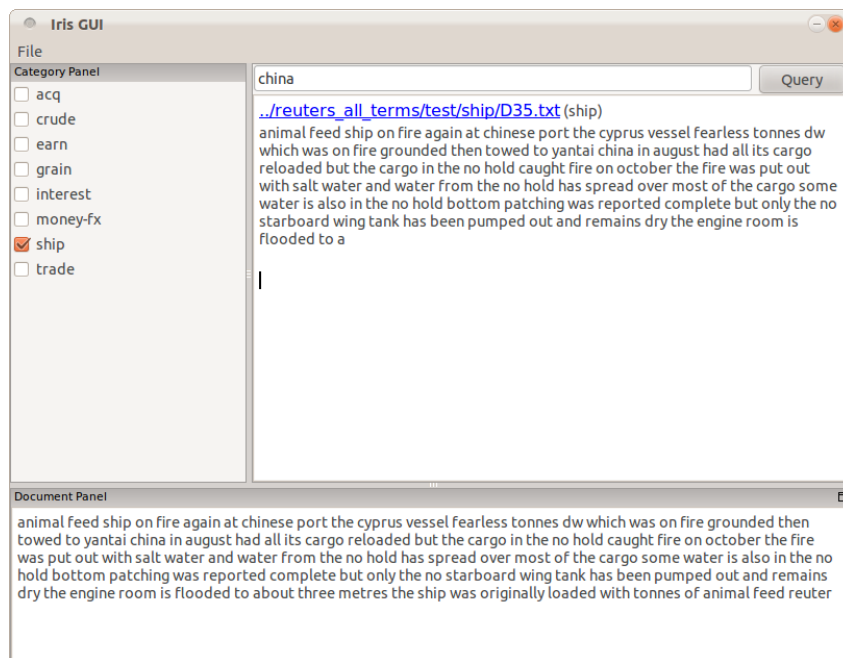 Iris GUI
File
Category Panel
acq
crude
earn
grain
interest
money-fx
ship
trade
china
Query
../reuters_all_terms/test/ship/D35.txt (ship)
animal feed ship on fire again at chinese port the cyprus vessel fearless tonnes dw
which was on fire grounded then towed to yantai china in august had all its cargo
reloaded but the cargo in the no hold caught fire on october the fire was put out
with salt water and water from the no hold has spread over most of the cargo some
water is also in the no hold bottom patching was reported complete but only the no
starboard wing tank has been pumped out and remains dry the engine room is
flooded to a
Document Panel
animal feed ship on fire again at chinese port the cyprus vessel fearless tonnes dw which was on fire grounded then
towed to yantai china in august had all its cargo reloaded but the cargo in the no hold caught fire on october the fire
was put out with salt water and water from the no hold has spread over most of the cargo some water is also in the no
hold bottom patching was reported complete but only the no starboard wing tank has been pumped out and remains
dry the engine room is flooded to about three metres the ship was originally loaded with tonnes of animal feed reuter